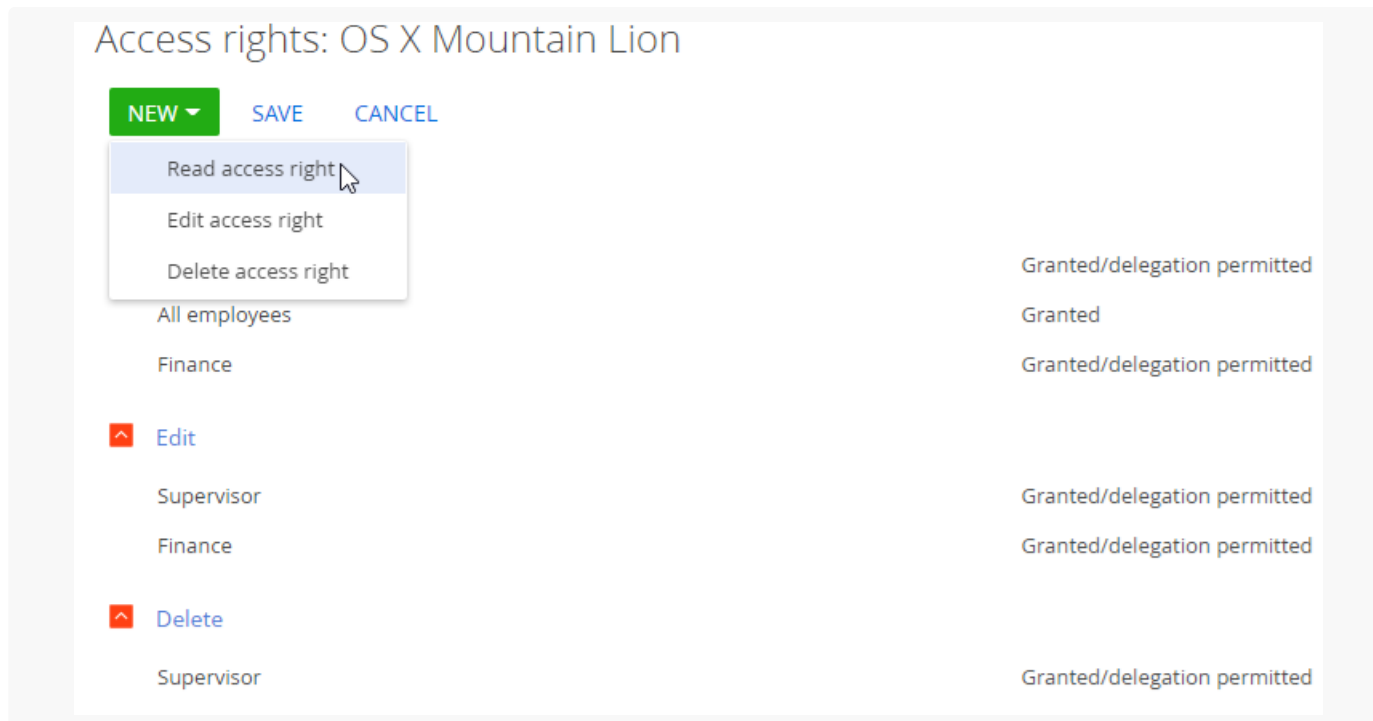 Access rights: OS X Mountain Lion
NEW SAVE CANCEL
Read access right
Edit access right
Delete access right
Granted/delegation permitted
All employees Granted
Finance Granted/delegation permitted
Edit
Supervisor Granted/delegation permitted
Finance Granted/delegation permitted
Delete
Supervisor Granted/delegation permitted